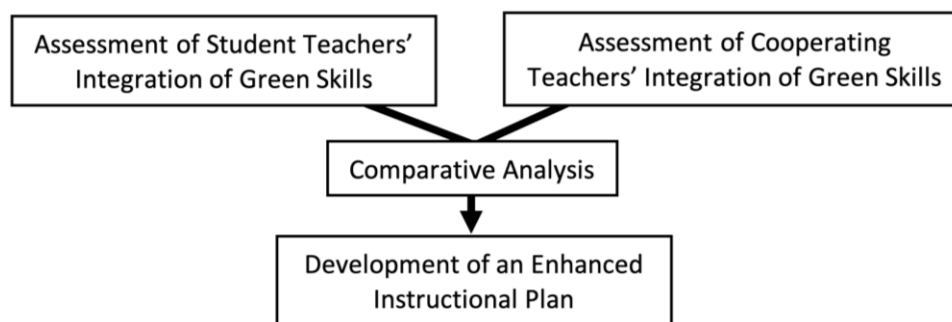 Assessment of Student Teachers’
Integration of Green Skills
Assessment of Cooperating
Teachers’ Integration of Green Skills
Comparative Analysis
Development of an Enhanced
Instructional Plan